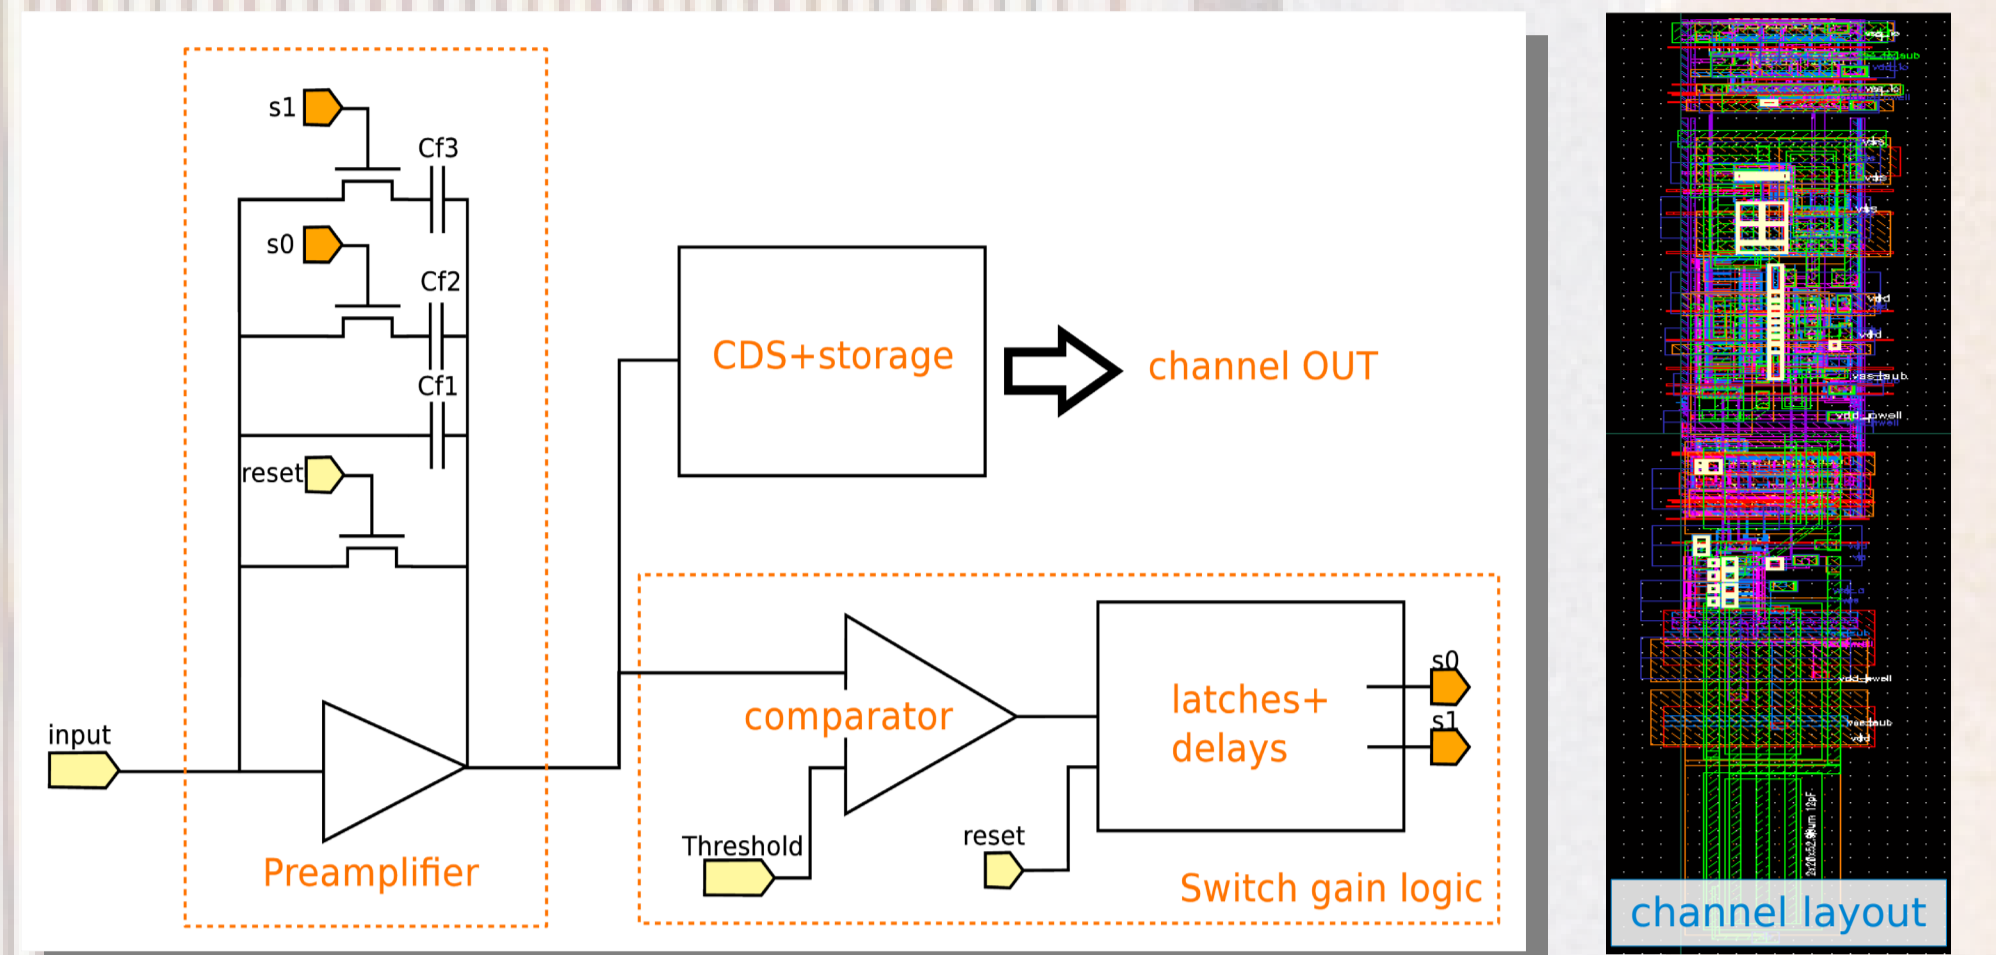 s1
Cf3
s0
Cf2
Cf1
reset
input
Preamplifier
CDS+storage
channel OUT
comparator
Threshold
latches+
delays
s0
s1
reset
Switch gain logic
vdd
vdd
vdd_pwell
channel layout